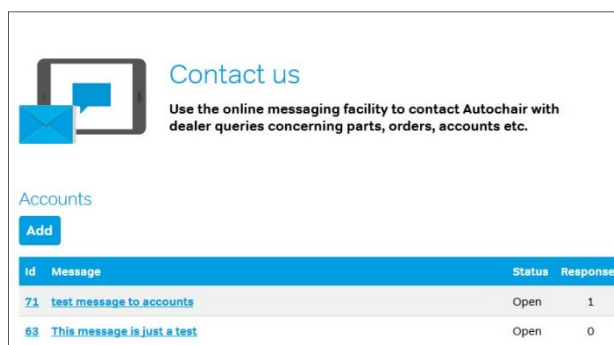 Contact us
Use the online messaging facility to contact Autochair with
dealer queries concerning parts, orders, accounts etc.
Accounts
Add
Id Message Status Response
71 test message to accounts Open 1
63 This message is just a test Open 0